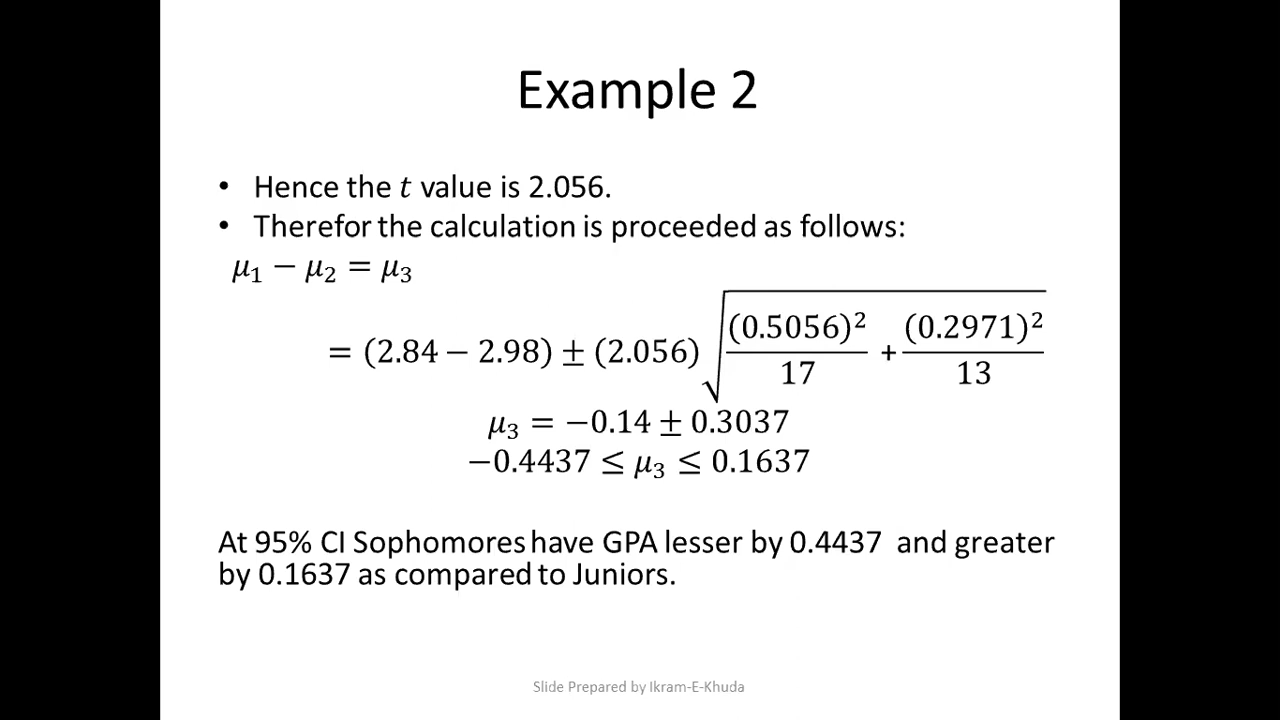 Example 2
• Hence the 𝑡 value is 2.056.
• Therefor the calculation is proceeded as follows:
𝜇₁ − 𝜇₂ = 𝜇₃
= (2.84 − 2.98) ± (2.056) √((0.5056)²/17 + (0.2971)²/13)
𝜇₃ = −0.14 ± 0.3037
−0.4437 ≤ 𝜇₃ ≤ 0.1637
At 95% CI Sophomores have GPA lesser by 0.4437 and greater
by 0.1637 as compared to Juniors.
Slide Prepared by Ikram-E-Khuda